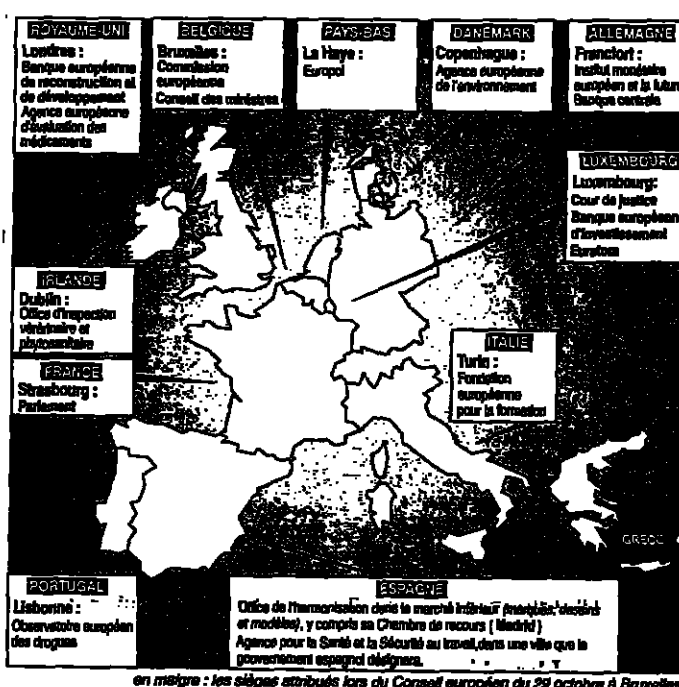 ROYAUME-UNI
Londres :
Banque européenne
de reconstruction et
de développement
Agence européenne
d'évaluation des
médicaments
BELGIQUE
Bruxelles :
Commission
européenne
Conseil des ministres
PAYS-BAS
La Haye :
Europol
DANEMARK
Copenhague :
Agence européenne
de l'environnement
ALLEMAGNE
Francfort :
Institut monétaire
européen et la future
Banque centrale
LUXEMBOURG
Luxembourg:
Cour de justice
Banque européenne
d'investissement
IRLANDE
Dublin :
Office d'inspection
vétérinaire et
phytosanitaire
FRANCE
Strasbourg :
Parlement
ITALIE
Turin :
Fondation
européenne
pour la formation
GRECE
PORTUGAL
Lisbonne :
Observatoire européen
des drogues
ESPAGNE
Office de l'harmonisation dans le marché intérieur (marques, dessins
et modèles), y compris sa Chambre de recours ( Madrid )
Agence pour la Santé et la Sécurité au travail, dans une ville que le
gouvernement espagnol désignera.
en maigre : les sièges attribués lors du Conseil européen du 29 octobre à Bruxelles